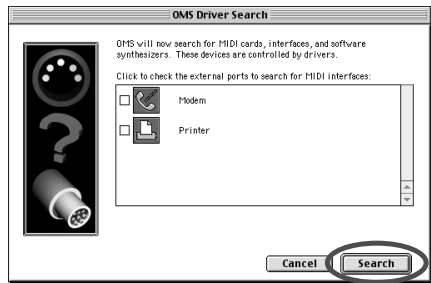 OMS Driver Search
OMS will now search for MIDI cards, interfaces, and software
synthesizers. These devices are controlled by drivers.
Click to check the external ports to search for MIDI interfaces:
Modem
Printer
Cancel
Search